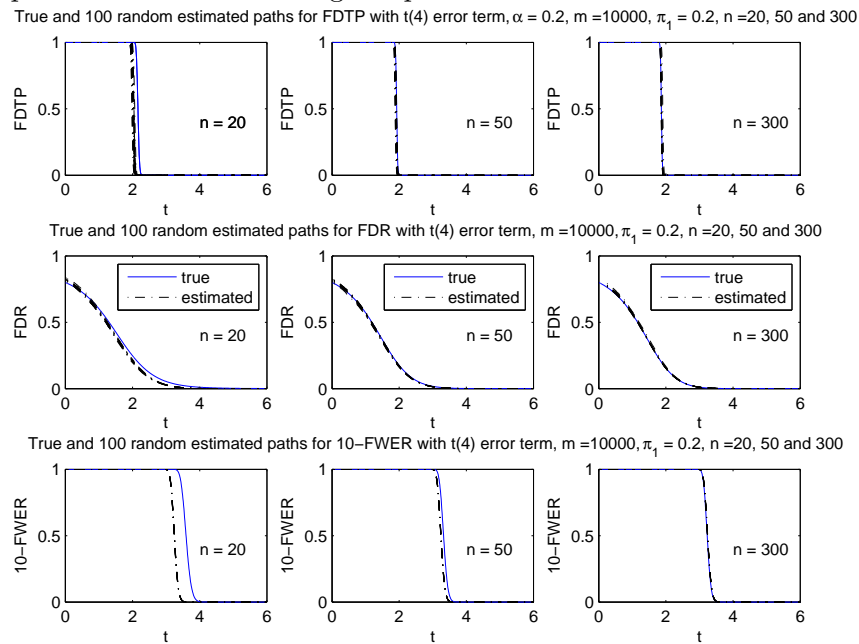 True and 100 random estimated paths for FDTP with t(4) error term, α = 0.2, m =10000, π1 = 0.2, n =20, 50 and 300
1
0.5
0
FDTP
n = 20
0 2 4 6
t
1
0.5
0
FDTP
n = 50
0 2 4 6
t
1
0.5
0
FDTP
n = 300
0 2 4 6
t
True and 100 random estimated paths for FDR with t(4) error term, m =10000, π1 = 0.2, n =20, 50 and 300
1
0.5
0
FDR
true
estimated
n = 20
0 2 4 6
t
1
0.5
0
FDR
true
estimated
n = 50
0 2 4 6
t
1
0.5
0
FDR
true
estimated
n = 300
0 2 4 6
t
True and 100 random estimated paths for 10−FWER with t(4) error term, m =10000, π1 = 0.2, n =20, 50 and 300
1
0.5
0
10−FWER
n = 20
0 2 4 6
t
1
0.5
0
10−FWER
n = 50
0 2 4 6
t
1
0.5
0
10−FWER
n = 300
0 2 4 6
t